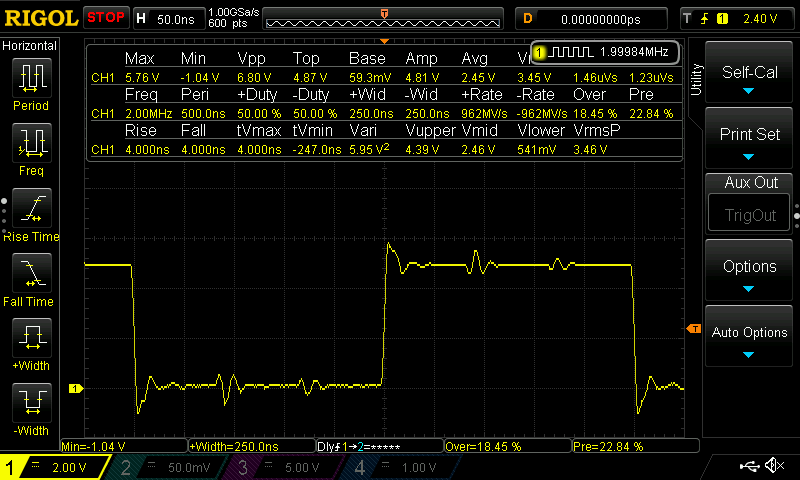 RIGOL STOP H 50.0ns 1.00GSa/s 600 pts T D 0.00000000ps T 1 2.40 V
Horizontal
Period
Freq
Rise Time
Fall Time
+Width
-Width
1 1.99984MHz
Max Min Vpp Top Base Amp Avg
CH1 5.76 V -1.04 V 6.80 V 4.87 V 59.3mV 4.81 V 2.45 V 3.45 V 1.46uVs 1.23uVs
Freq Peri +Duty -Duty +Wid -Wid +Rate -Rate Over Pre
CH1 2.00MHz 500.0ns 50.00 % 50.00 % 250.0ns 250.0ns 962MV/s -962MV/s 18.45 % 22.84 %
Rise Fall tVmax tVmin Vari Vupper Vmid Vlower VrmsP
CH1 4.000ns 4.000ns 4.000ns -247.0ns 5.95 V² 4.39 V 2.46 V 541mV 3.46 V
T
1
Utility
Self-Cal
Print Set
Aux Out
TrigOut
Options
Auto Options
Min=-1.04 V +Width=250.0ns Dly 1→2=***** Over=18.45 % Pre=22.84 %
1 2.00 V 2 50.0mV 3 5.00 V 4 1.00 V